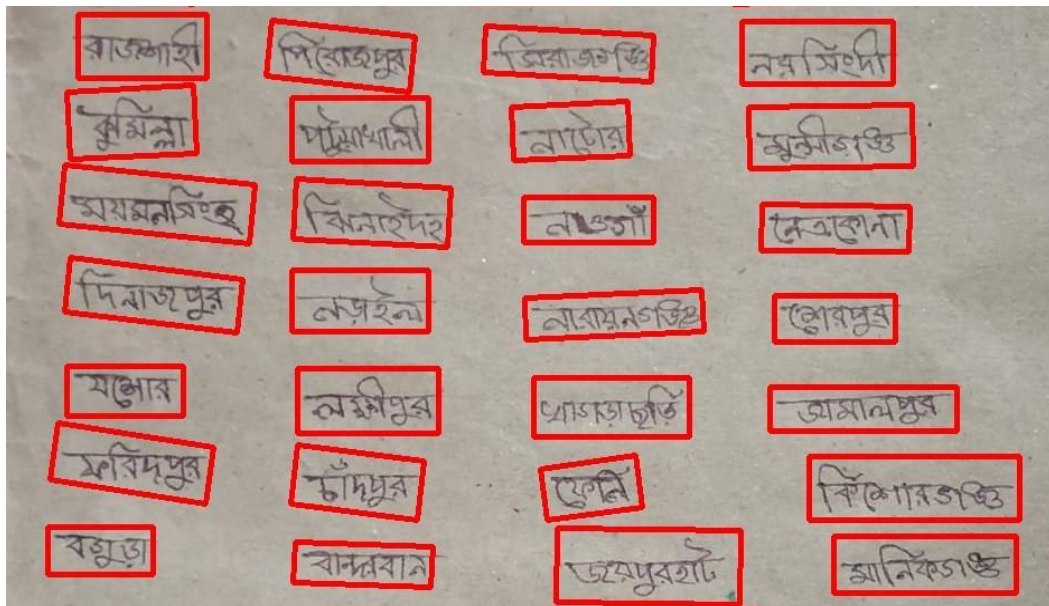 রাজশাহী পিরোজপুর সিরাজগঞ্জ নরসিংদী
কুমিল্লা পটুয়াখালী নাটোর মুন্সীগঞ্জ
ময়মনসিংহ ঝিনাইদহ নওগাঁ নেত্রকোনা
দিনাজপুর নড়াইল নারায়নগঞ্জ শেরপুর
যশোর লক্ষ্মীপুর খাগড়াছড়ি জামালপুর
ফরিদপুর চাঁদপুর ফেনি কিশোরগঞ্জ
বগুড়া বান্দরবান জয়পুরহাট মানিকগঞ্জ